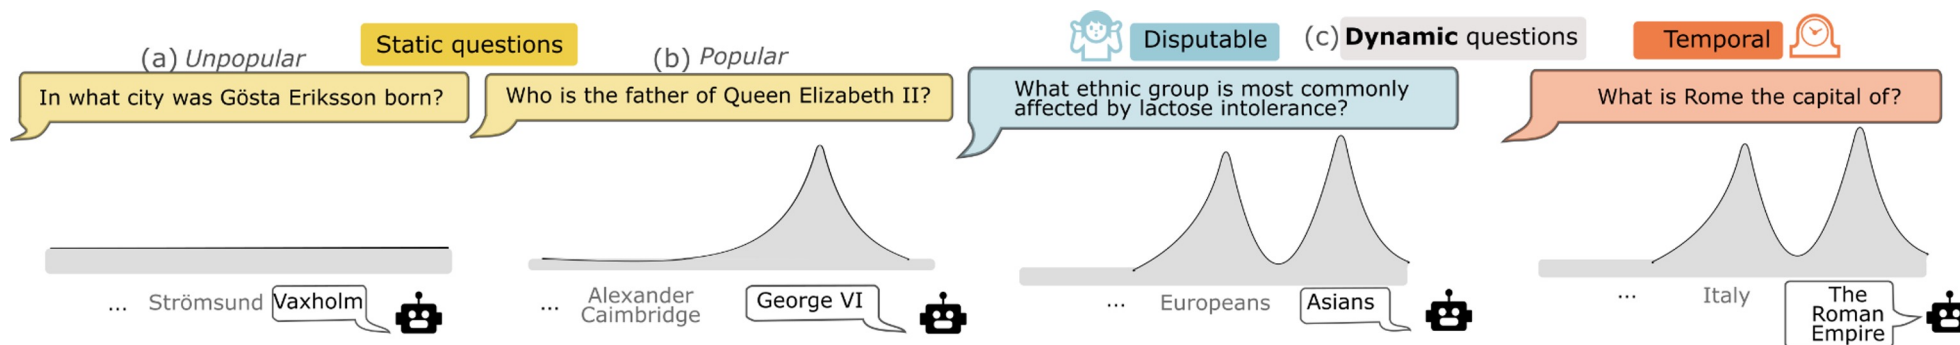 (a) Unpopular
Static questions
(b) Popular
Disputable
(c) Dynamic questions
Temporal
In what city was Gösta Eriksson born?
Who is the father of Queen Elizabeth II?
What ethnic group is most commonly
affected by lactose intolerance?
What is Rome the capital of?
... Strömsund Vaxholm
... Alexander
Caimbridge
George VI
... Europeans Asians
... Italy
The
Roman
Empire